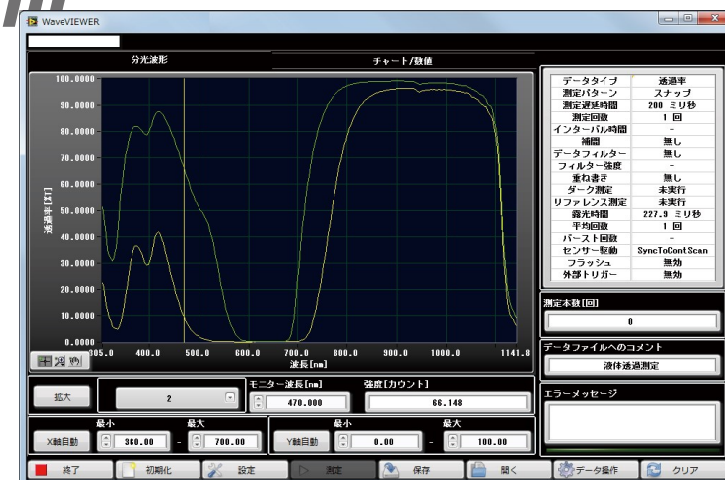 WaveVIEWER
分光波形
チャート/数値
100.0000
90.0000
80.0000
70.0000
60.0000
50.0000
40.0000
30.0000
20.0000
10.0000
0.0000
透過率[%T]
305.0 400.0 500.0 600.0 700.0 800.0 900.0 1000.0 1141.8
波長[nm]
データタイプ 透過率
測定パターン スナップ
測定遅延時間 200 ミリ秒
測定回数 1 回
インターバル時間 -
補間 無し
データフィルター 無し
フィルター強度 -
重ね書き 無し
ダーク測定 未実行
リファレンス測定 未実行
露光時間 227.9 ミリ秒
平均回数 1 回
バースト回数 -
センサー駆動 SyncToContScan
フラッシュ 無効
外部トリガー 無効
測定本数[回]
0
データファイルへのコメント
液体透過測定
エラーメッセージ
拡大
2
モニター波長[nm]
470.000
強度[カウント]
66.148
X軸自動
最小
340.00
-
最大
700.00
Y軸自動
最小
0.00
-
最大
100.00
終了 初期化 設定 測定 保存 開く データ操作 クリア